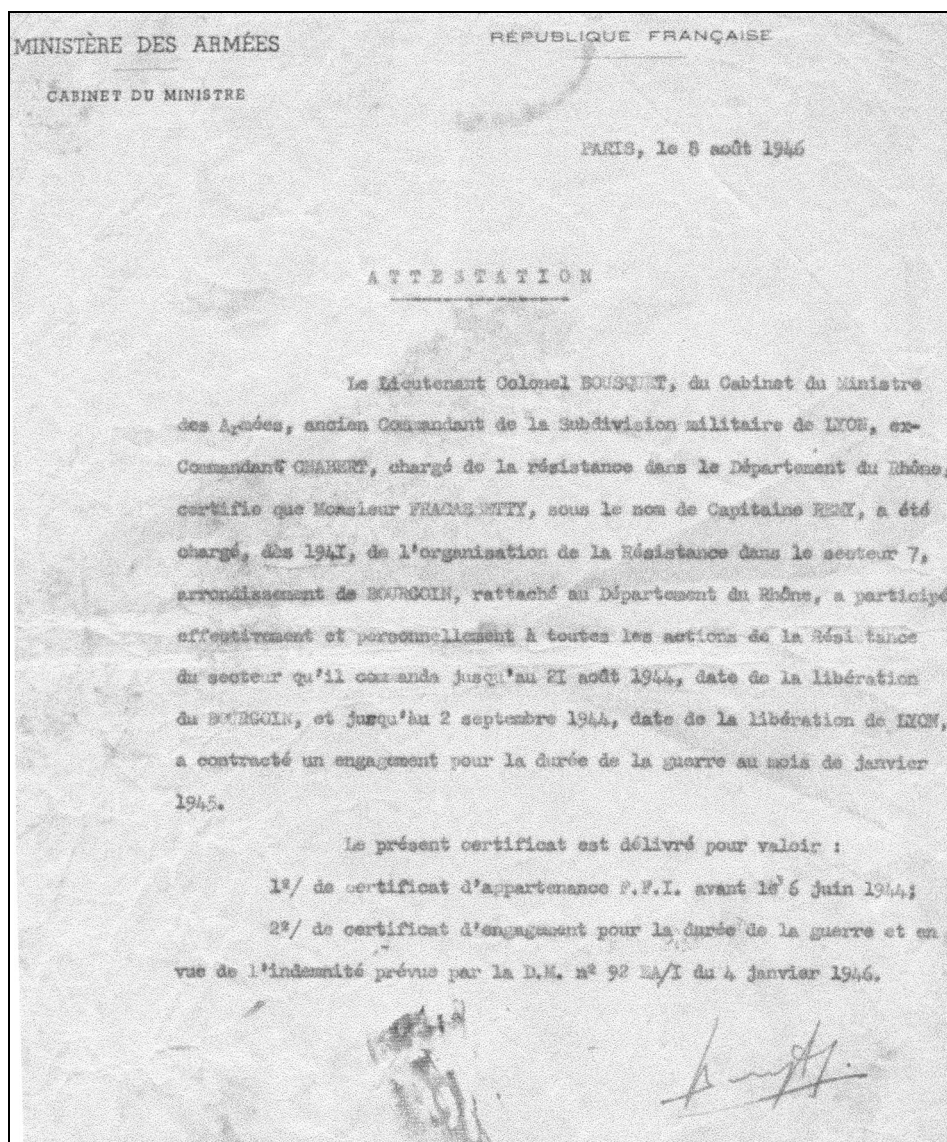 MINISTÈRE DES ARMÉES
RÉPUBLIQUE FRANÇAISE
CABINET DU MINISTRE
PARIS, le 8 août 1946
ATTESTATION
Le Lieutenant Colonel BOUSQUET, du Cabinet du Ministre
des Armées, ancien Commandant de la Subdivision militaire de LYON, ex-
Commandant CHABERT, chargé de la résistance dans le Département du Rhône,
certifie que Monsieur sous le nom de Capitaine REMY, a été
chargé, dès 194I, de l'organisation de la Résistance dans le secteur 7,
arrondissement de BOURGOIN, rattaché au Département du Rhône, a participé
effectivement et personnellement à toutes les actions de la Rési tance
du secteur qu'il commanda jusqu'au 2I août 1944, date de la libération
du BOURGOIN, et jusqu'au 2 septembre 1944, date de la libération de LYON,
a contracté un engagement pour la durée de la guerre au mois de janvier
1945.
Le présent certificat est délivré pour valoir :
1º/ de certificat d'appartenance F.F.I. avant le 6 juin 1944;
2º/ de certificat d'engagement pour la durée de la guerre et en
vue de l'indemnité prévue par la D.M. nº 92 /I du 4 janvier 1946.